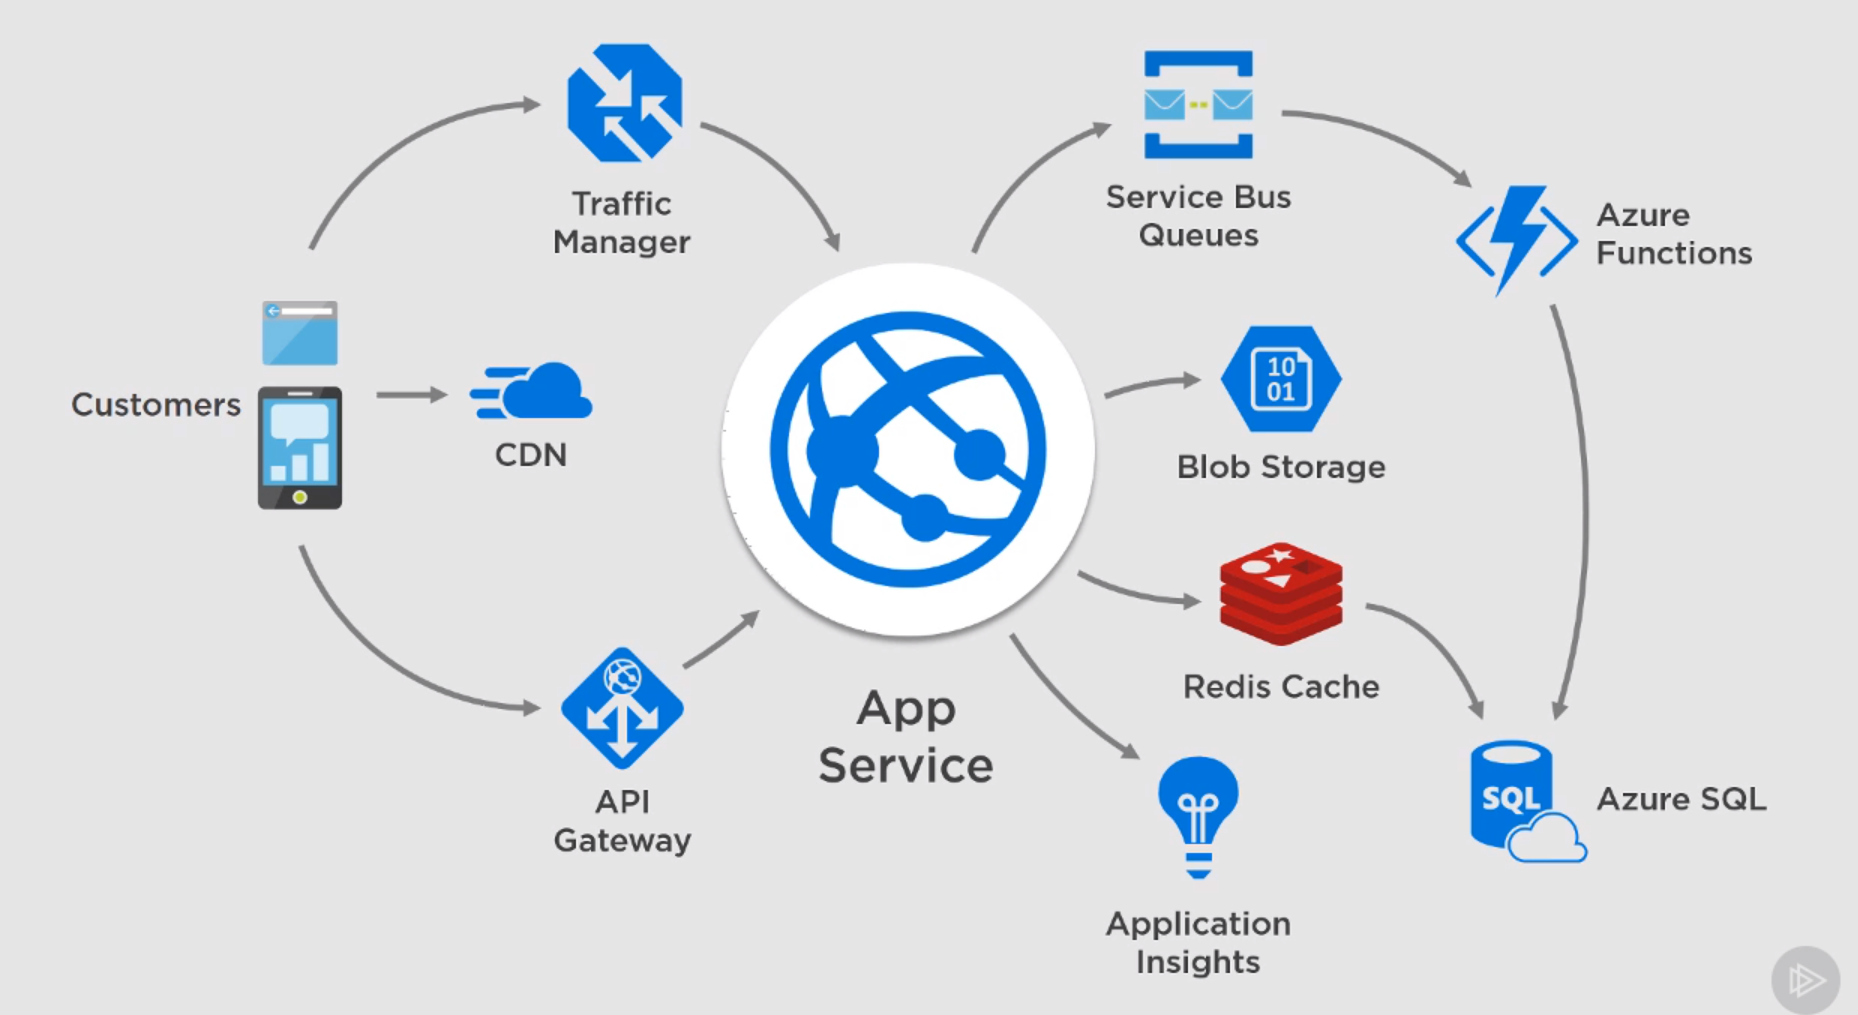 Traffic
Manager
Service Bus
Queues
Azure
Functions
Customers
CDN
10
01
Blob Storage
Redis Cache
App
Service
API
Gateway
SQL
Azure SQL
Application
Insights